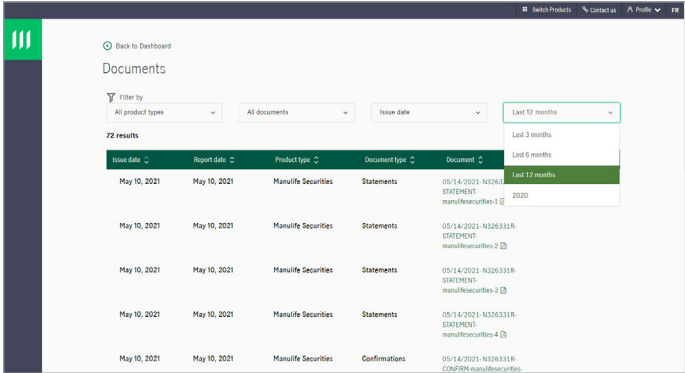 Switch Products Contact us Profile FR
Back to Dashboard
Documents
Filter by
All product types All documents Issue date Last 12 months
72 results
Last 3 months
Last 6 months
Last 12 months
2020
Issue date Report date Product type Document type Document
May 10, 2021 May 10, 2021 Manulife Securities Statements 05/14/2021-N3263
STATEMENT-
manulifesecurities-1
May 10, 2021 May 10, 2021 Manulife Securities Statements 05/14/2021-N326331R-
STATEMENT-
manulifesecurities-2
May 10, 2021 May 10, 2021 Manulife Securities Statements 05/14/2021-N326331R-
STATEMENT-
manulifesecurities-3
May 10, 2021 May 10, 2021 Manulife Securities Statements 05/14/2021-N326331R-
STATEMENT-
manulifesecurities-4
May 10, 2021 May 10, 2021 Manulife Securities Confirmations 05/14/2021-N326331R-
CONFIRM-manulifesecurities-